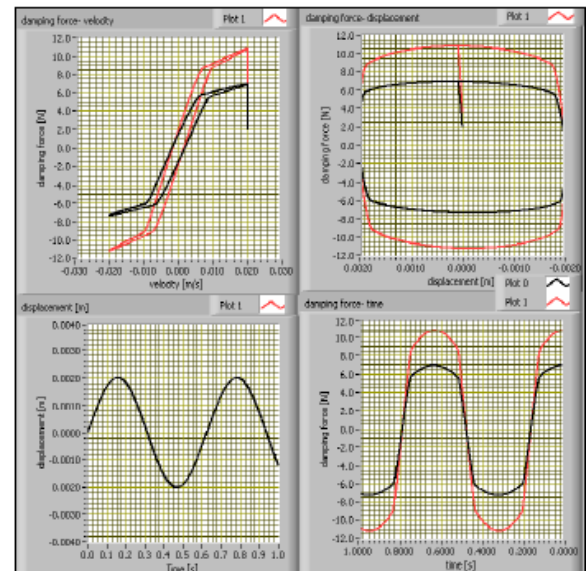 damping force- velocity Plot 1
12.0
10.0
8.0
6.0
4.0
2.0
0.0
-2.0
-4.0
-6.0
-8.0
-10.0
-12.0
damping force [N]
-0.030 -0.020 -0.010 0.000 0.010 0.020 0.030
velocity [m/s]
damping force- displacement Plot 1
12.0
10.0
8.0
6.0
4.0
2.0
0.0
-2.0
-4.0
-6.0
-8.0
-10.0
-12.0
damping force [N]
0.0020 0.0010 0.0000 -0.0010 -0.0020
displacement [m]
displacement [m] Plot 1
0.0040
0.0030
0.0020
0.0010
0.0000
-0.0010
-0.0020
-0.0030
-0.0040
displacement [m]
0.0 0.1 0.2 0.3 0.4 0.5 0.6 0.7 0.8 0.9 1.0
Time [s]
damping force- time
Plot 0
Plot 1
12.0
10.0
8.0
6.0
4.0
2.0
0.0
-2.0
-4.0
-6.0
-8.0
-10.0
-12.0
damping force [N]
1.0000 0.8000 0.6000 0.4000 0.2000 0.0000
time [s]